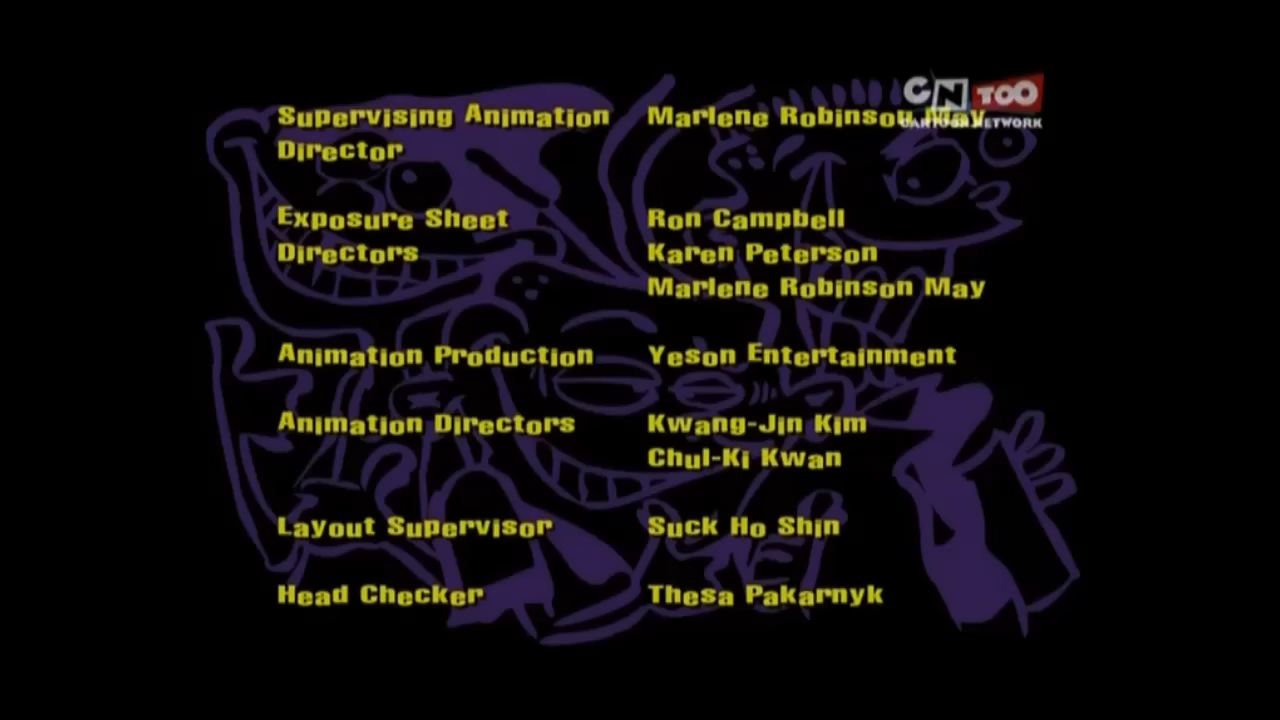 CN TOO
CARTOON NETWORK
Supervising Animation Director Marlene Robinson May
Exposure Sheet Directors Ron Campbell
Karen Peterson
Marlene Robinson May
Animation Production Yeson Entertainment
Animation Directors Kwang-Jin Kim
Chul-Ki Kwan
Layout Supervisor Suck Ho Shin
Head Checker Thesa Pakarnyk